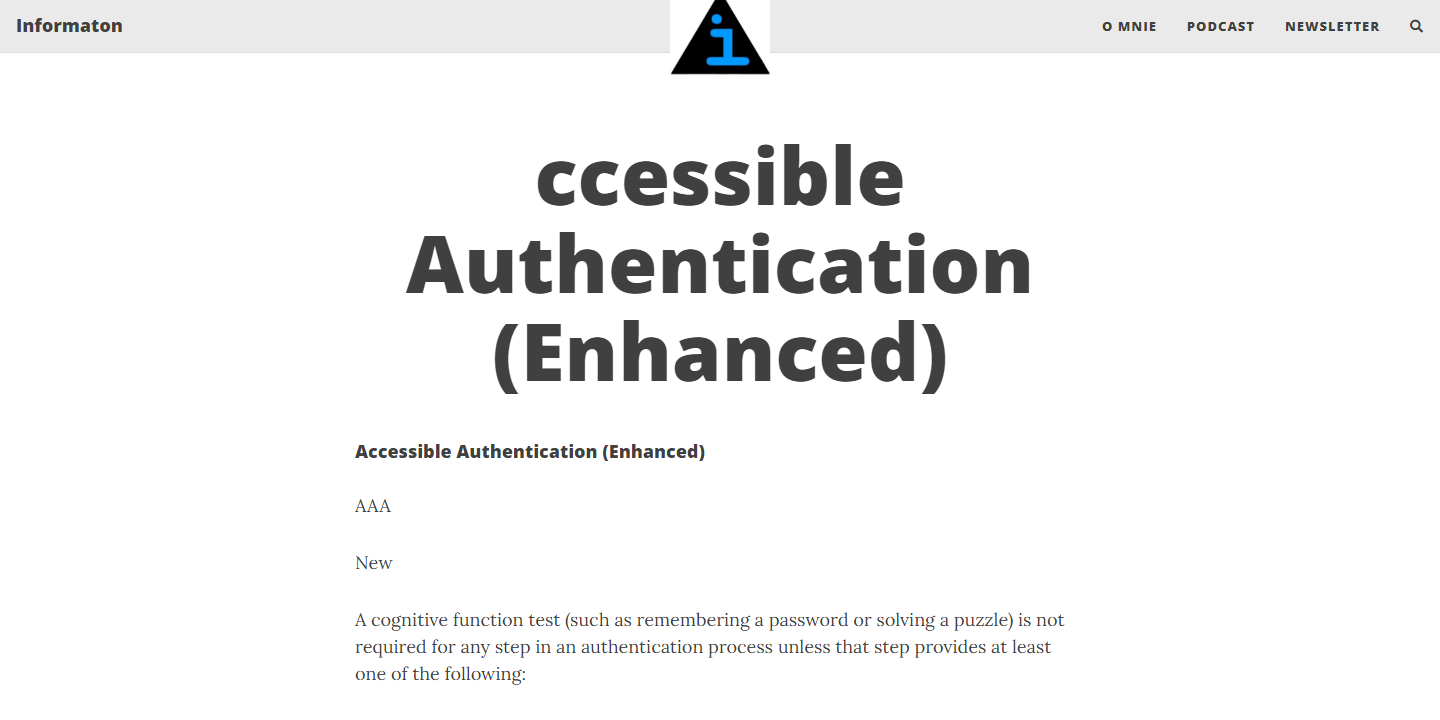 Informaton
i
O MNIE
PODCAST
NEWSLETTER
ccessible
Authentication
(Enhanced)
Accessible Authentication (Enhanced)
AAA
New
A cognitive function test (such as remembering a password or solving a puzzle) is not
required for any step in an authentication process unless that step provides at least
one of the following: